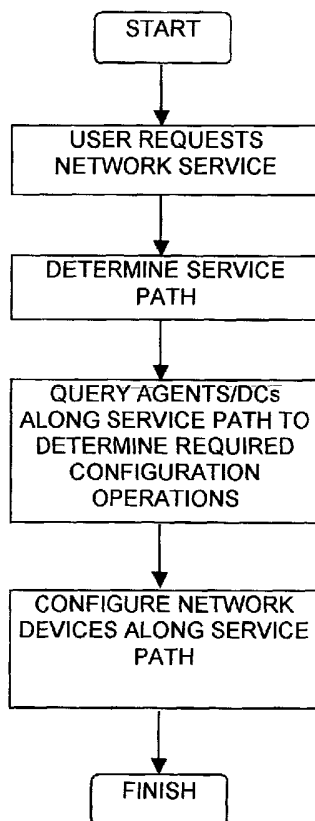 START
USER REQUESTS
NETWORK SERVICE
DETERMINE SERVICE
PATH
QUERY AGENTS/DCs
ALONG SERVICE PATH TO
DETERMINE REQUIRED
CONFIGURATION
OPERATIONS
CONFIGURE NETWORK
DEVICES ALONG SERVICE
PATH
FINISH